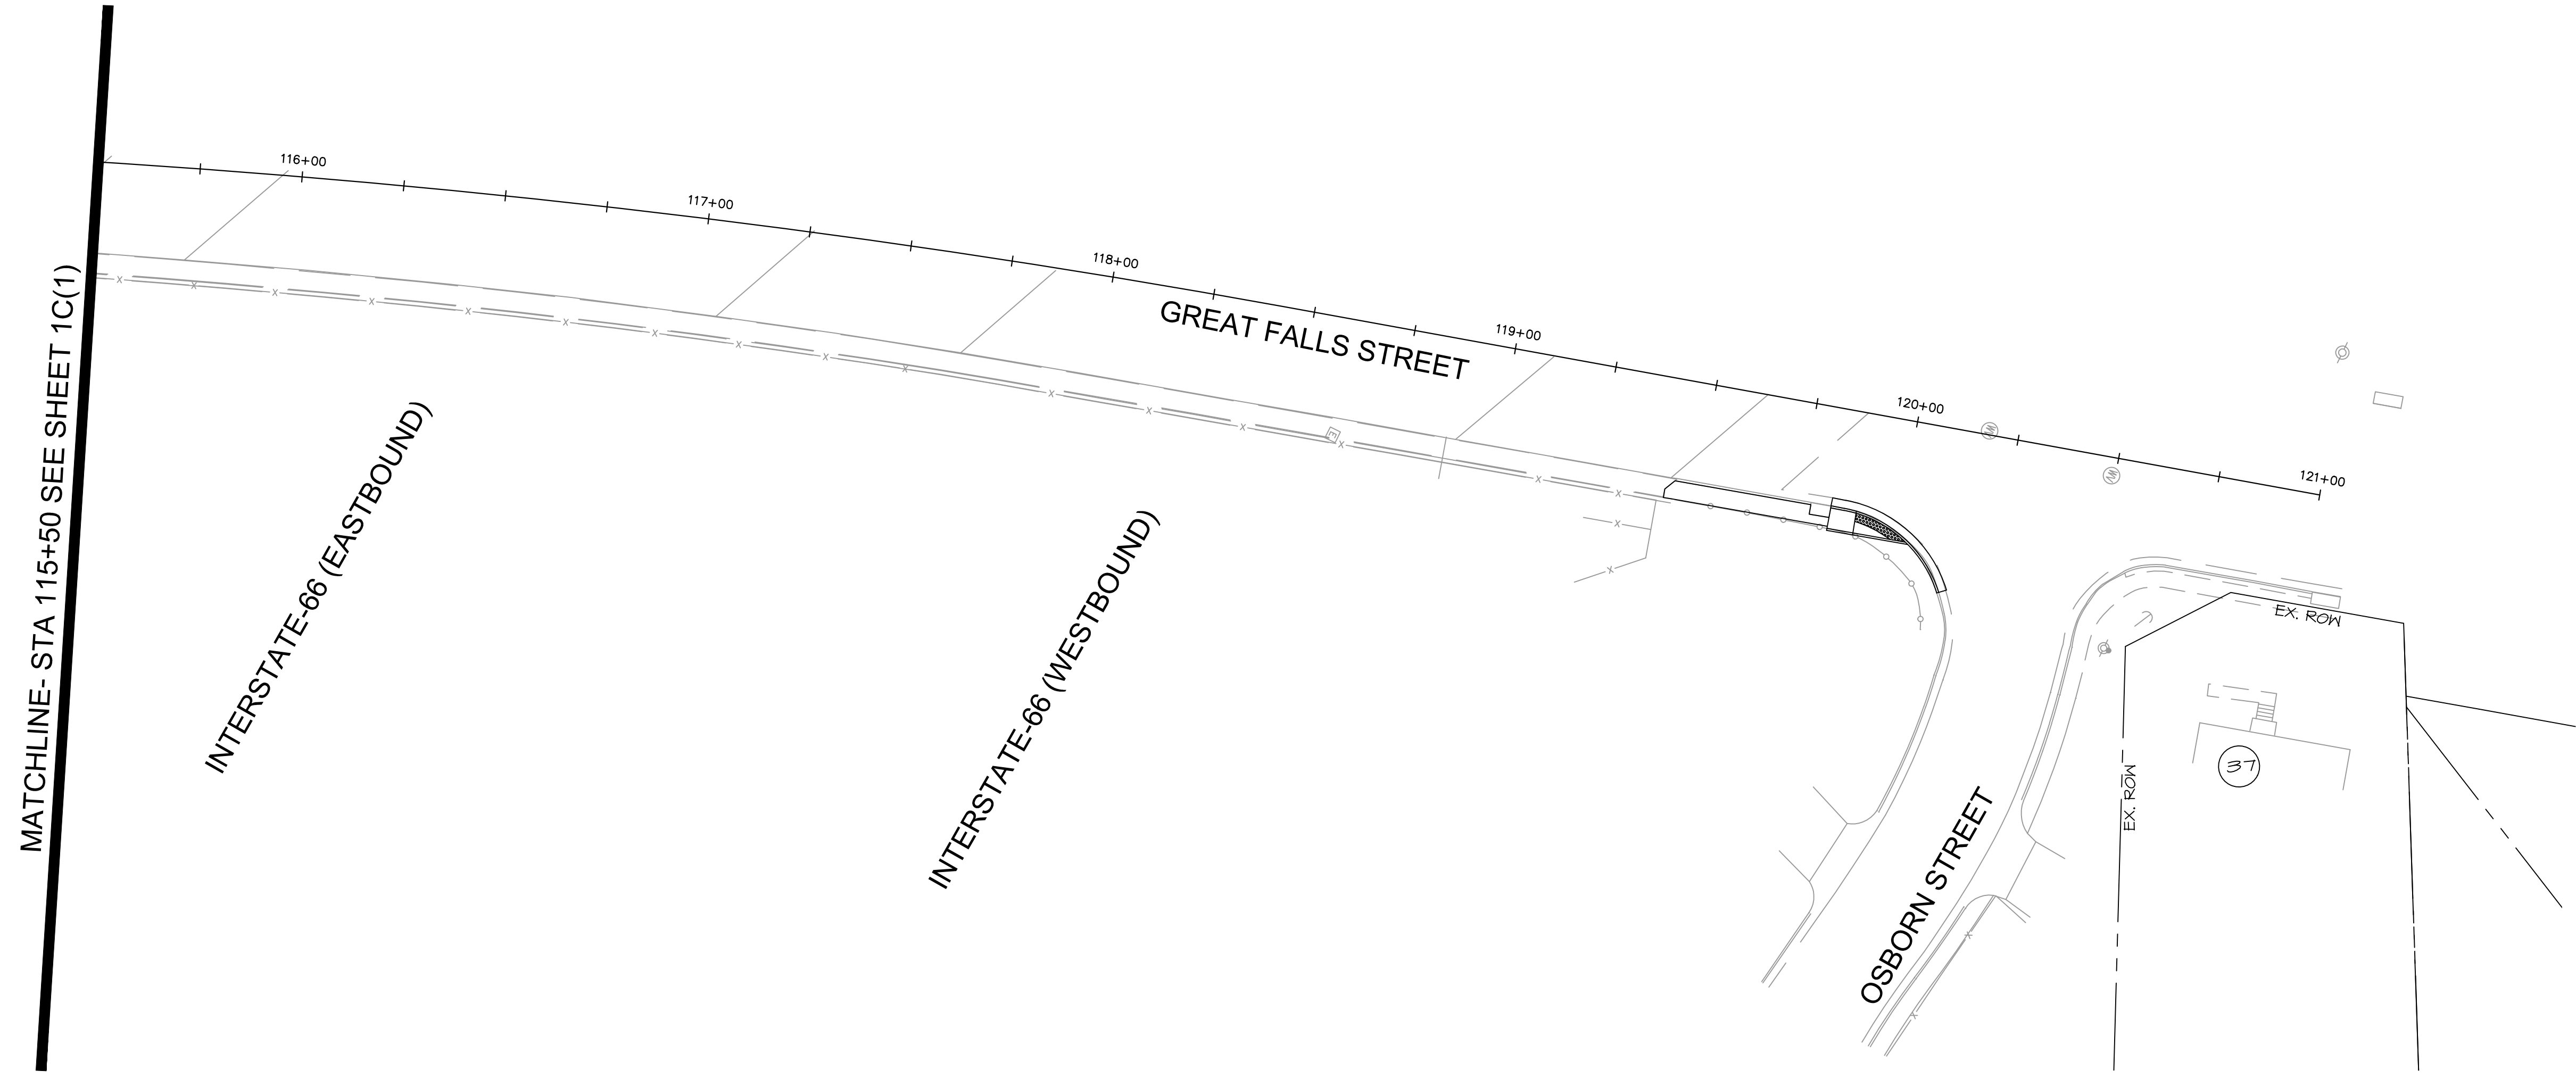 116+00
117+00
118+00
GREAT FALLS STREET
119+00
120+00
121+00
MATCHLINE- STA 115+50 SEE SHEET 1C(1)
INTERSTATE-66 (EASTBOUND)
INTERSTATE-66 (WESTBOUND)
E
W
W
OSBORN STREET
EX. ROW
EX. ROW
37